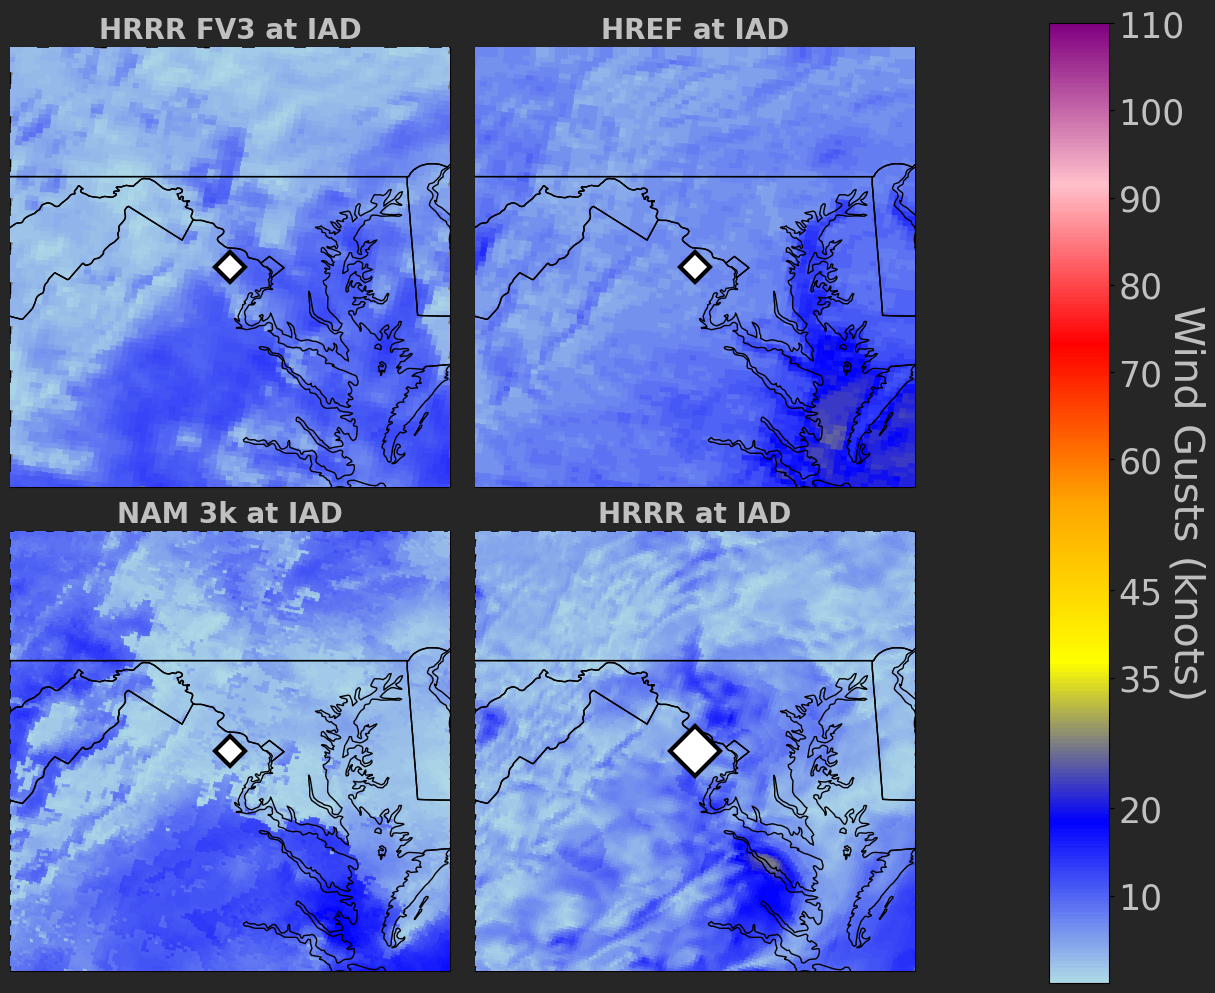 HRRR FV3 at IAD
HREF at IAD
NAM 3k at IAD
HRRR at IAD
110
100
90
80
70
60
45
35
20
10
Wind Gusts (knots)